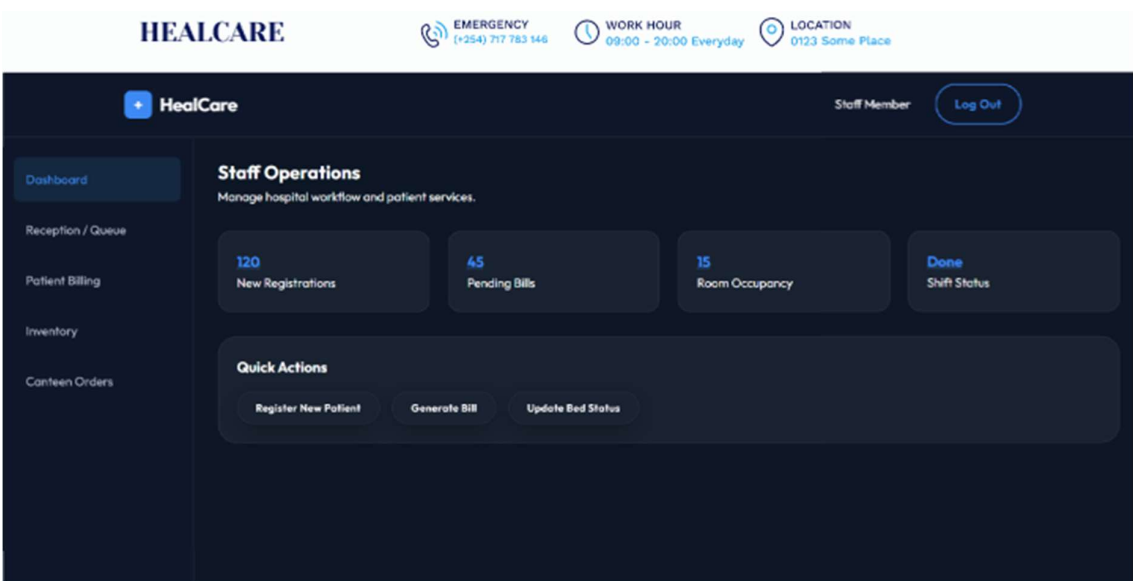 HEALCARE
EMERGENCY
(+254) 717 783 146
WORK HOUR
09:00 - 20:00 Everyday
LOCATION
0123 Some Place
+ HealCare
Staff Member
Log Out
Dashboard
Reception / Queue
Patient Billing
Inventory
Canteen Orders
Staff Operations
Manage hospital workflow and patient services.
120
New Registrations
45
Pending Bills
15
Room Occupancy
Done
Shift Status
Quick Actions
Register New Patient
Generate Bill
Update Bed Status